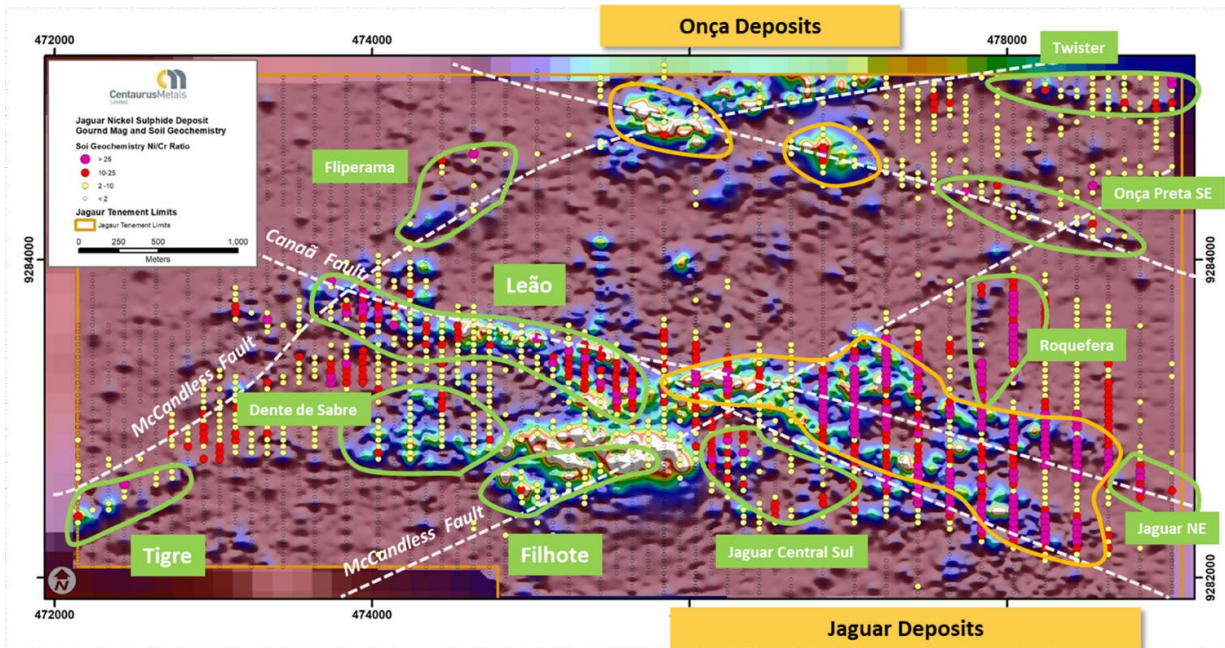 Onça Deposits
472000
474000
478000
Twister
CentaurusMetals
Limited
Jaguar Nickel Sulphide Deposit
Gournd Mag and Soil Geochemistry
Soi Geochemistry Ni/Cr Ratio
> 25
10-25
2 -10
< 2
Jagaur Tenement Limits
Jaguar Tenement Limits
0 250 500 1,000
Meters
Fliperama
Onça Preta SE
9284000
9284000
Canaã Fault
Leão
Roquefera
McCandless Fault
Dente de Sabre
Tigre
McCandless Fault
Filhote
Jaguar Central Sul
Jaguar NE
N
9282000
472000
474000
478000
Jaguar Deposits